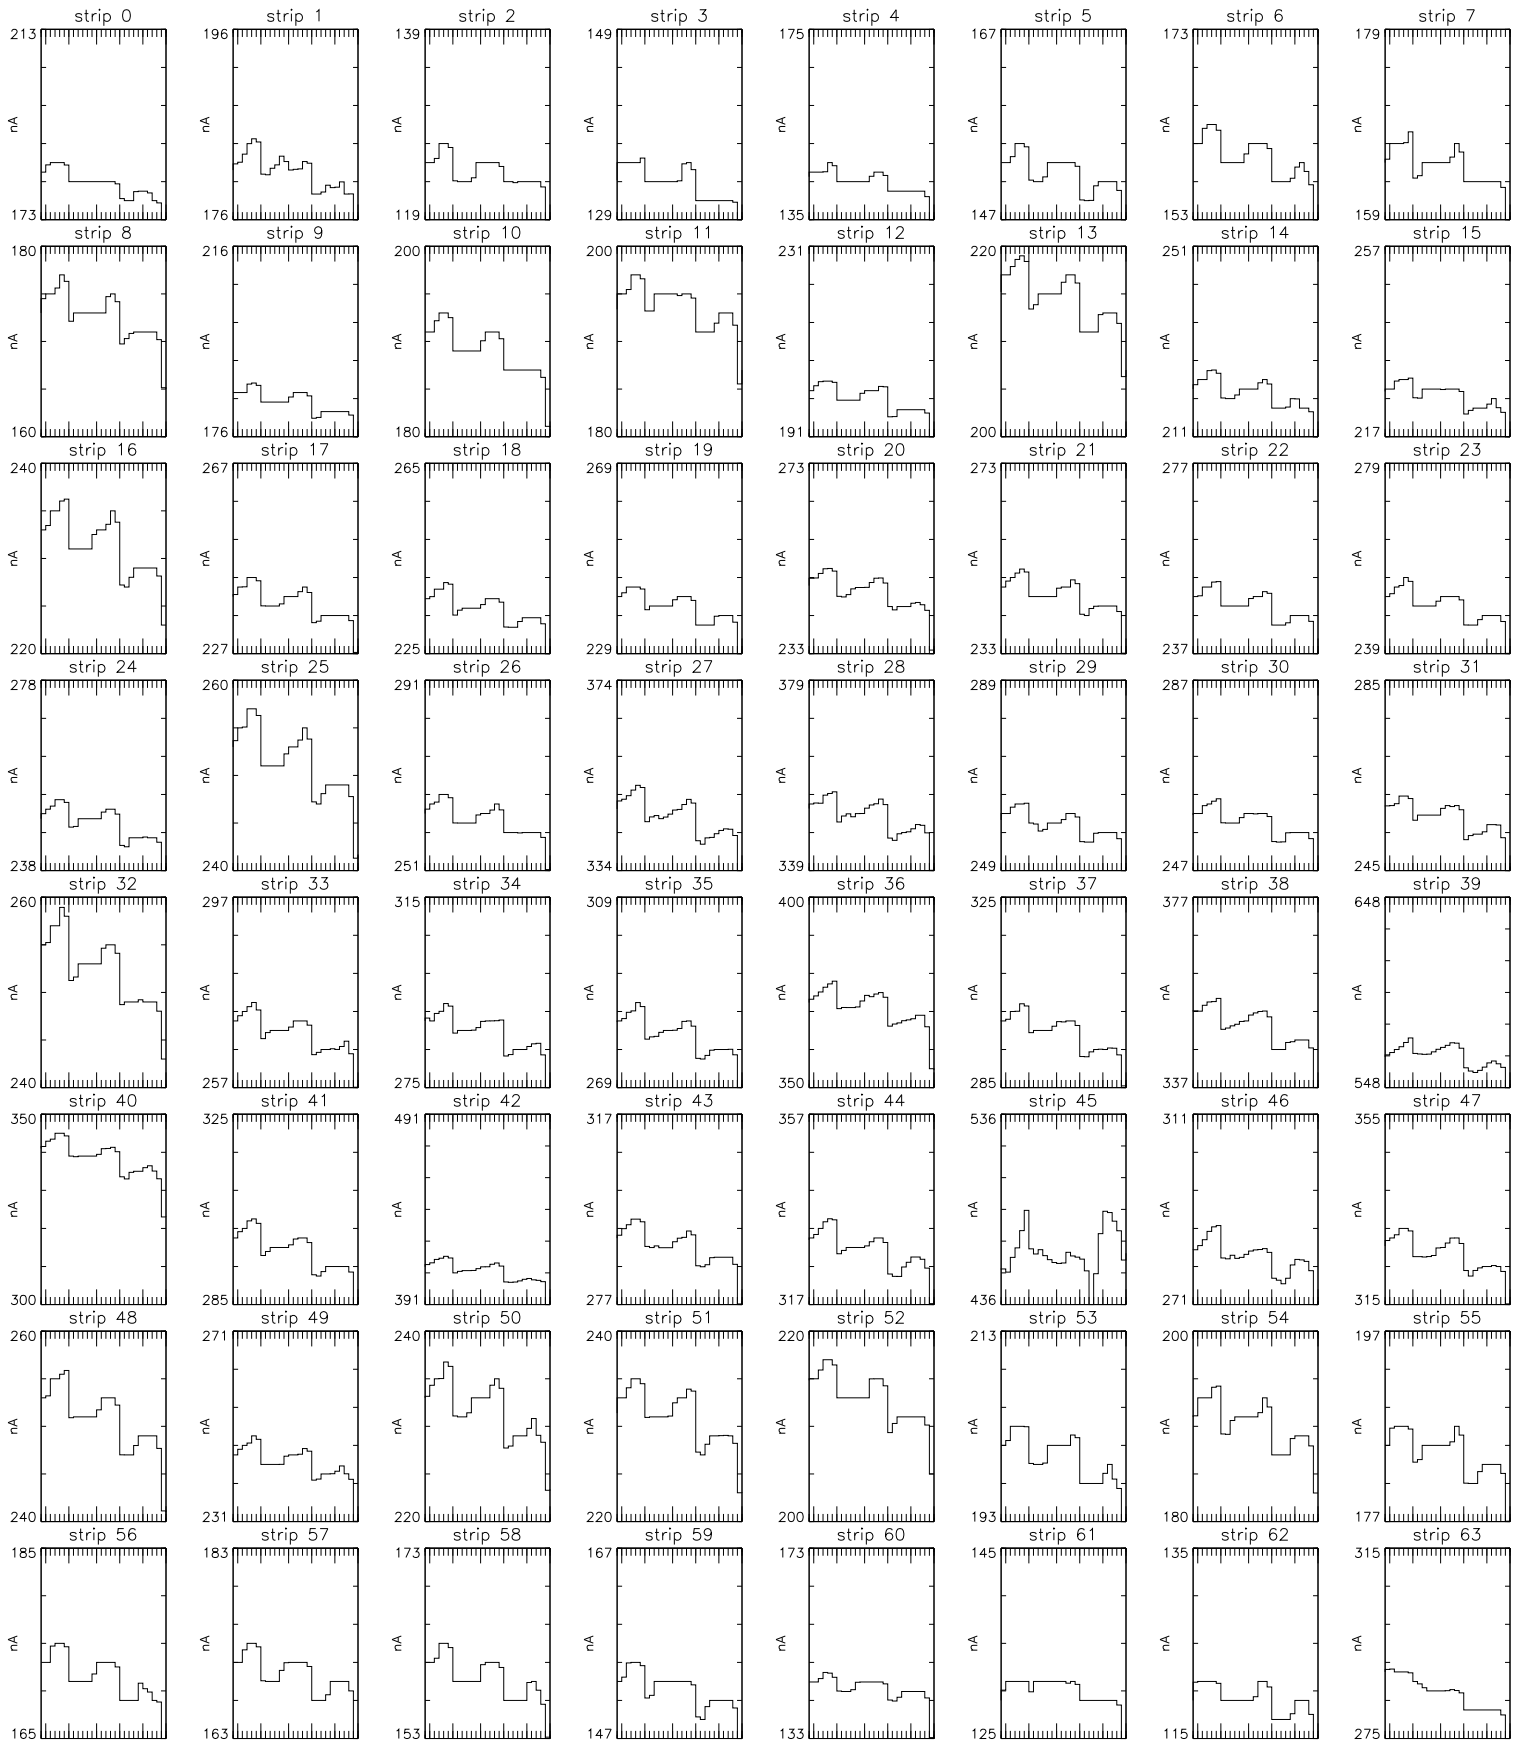 strip 0 strip 1 strip 2 strip 3 strip 4 strip 5 strip 6 strip 7
213 196 139 149 175 167 173 179
nA nA nA nA nA nA nA nA
173 176 119 129 135 147 153 159
strip 8 strip 9 strip 10 strip 11 strip 12 strip 13 strip 14 strip 15
180 216 200 200 231 220 251 257
nA nA nA nA nA nA nA nA
160 176 180 180 191 200 211 217
strip 16 strip 17 strip 18 strip 19 strip 20 strip 21 strip 22 strip 23
240 267 265 269 273 273 277 279
nA nA nA nA nA nA nA nA
220 227 225 229 233 233 237 239
strip 24 strip 25 strip 26 strip 27 strip 28 strip 29 strip 30 strip 31
278 260 291 374 379 289 287 285
nA nA nA nA nA nA nA nA
238 240 251 334 339 249 247 245
strip 32 strip 33 strip 34 strip 35 strip 36 strip 37 strip 38 strip 39
260 297 315 309 400 325 377 648
nA nA nA nA nA nA nA nA
240 257 275 269 350 285 337 548
strip 40 strip 41 strip 42 strip 43 strip 44 strip 45 strip 46 strip 47
350 325 491 317 357 536 311 355
nA nA nA nA nA nA nA nA
300 285 391 277 317 436 271 315
strip 48 strip 49 strip 50 strip 51 strip 52 strip 53 strip 54 strip 55
260 271 240 240 220 213 200 197
nA nA nA nA nA nA nA nA
240 231 220 220 200 193 180 177
strip 56 strip 57 strip 58 strip 59 strip 60 strip 61 strip 62 strip 63
185 183 173 167 173 145 135 315
nA nA nA nA nA nA nA nA
165 163 153 147 133 125 115 275